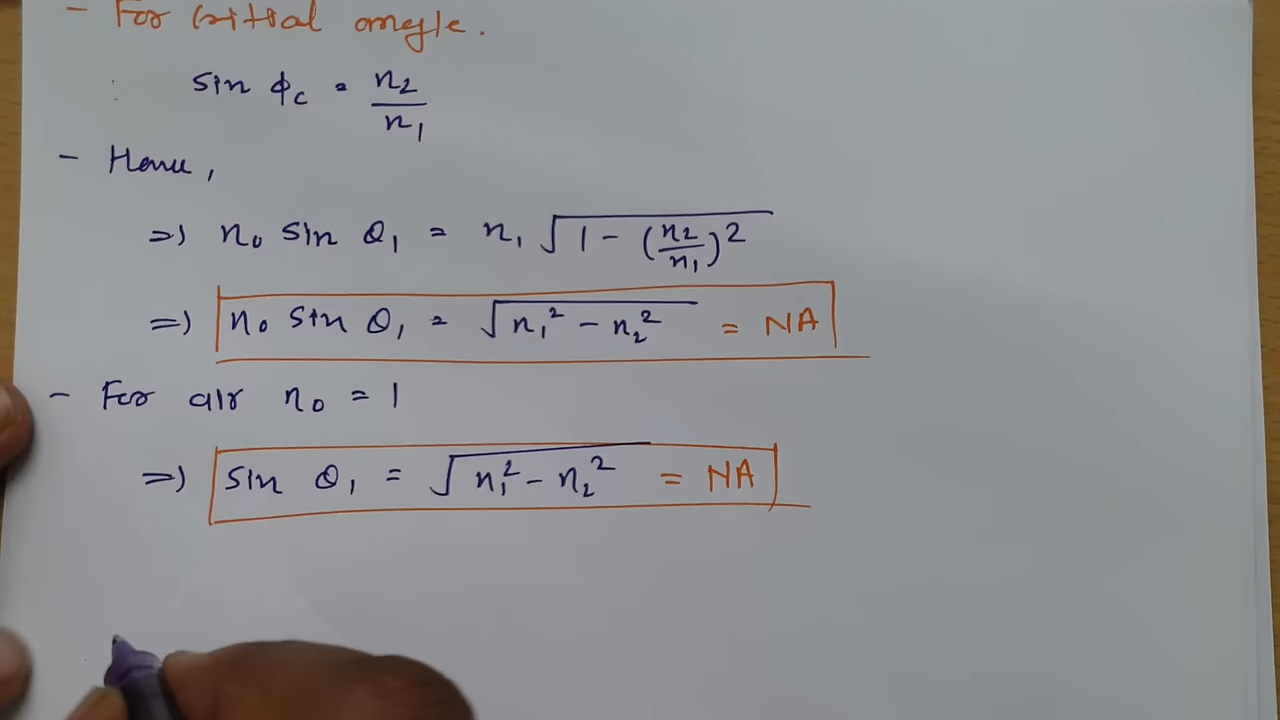 - For critical angle.
sin ϕc = n2/n1
- Hence,
=> n0 sin θ1 = n1 √(1 - (n2/n1)²)
=> n0 sin θ1 = √(n1² - n2²) = NA
- For air n0 = 1
=> sin θ1 = √(n1² - n2²) = NA